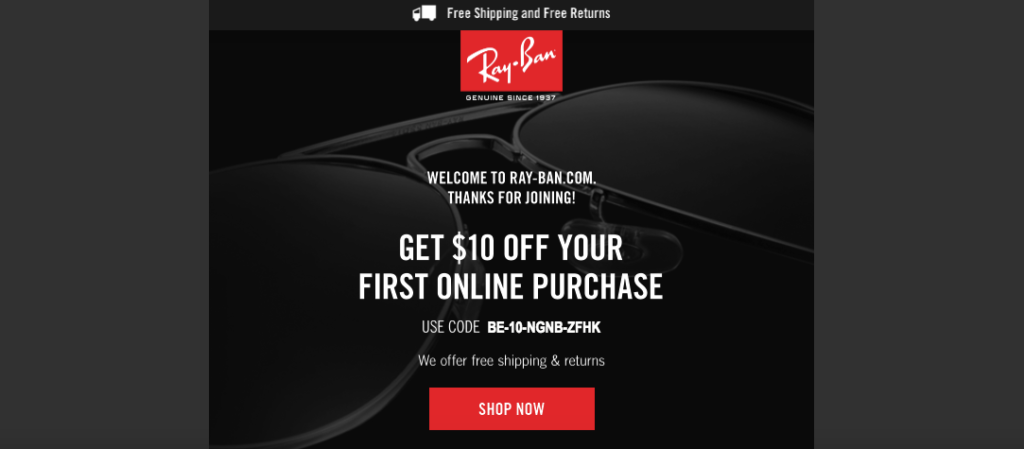 Free Shipping and Free Returns
Ray-Ban
GENUINE SINCE 1937
WELCOME TO RAY-BAN.COM.
THANKS FOR JOINING!
GET $10 OFF YOUR
FIRST ONLINE PURCHASE
USE CODE BE-10-NGNB-ZFHK
We offer free shipping & returns
SHOP NOW